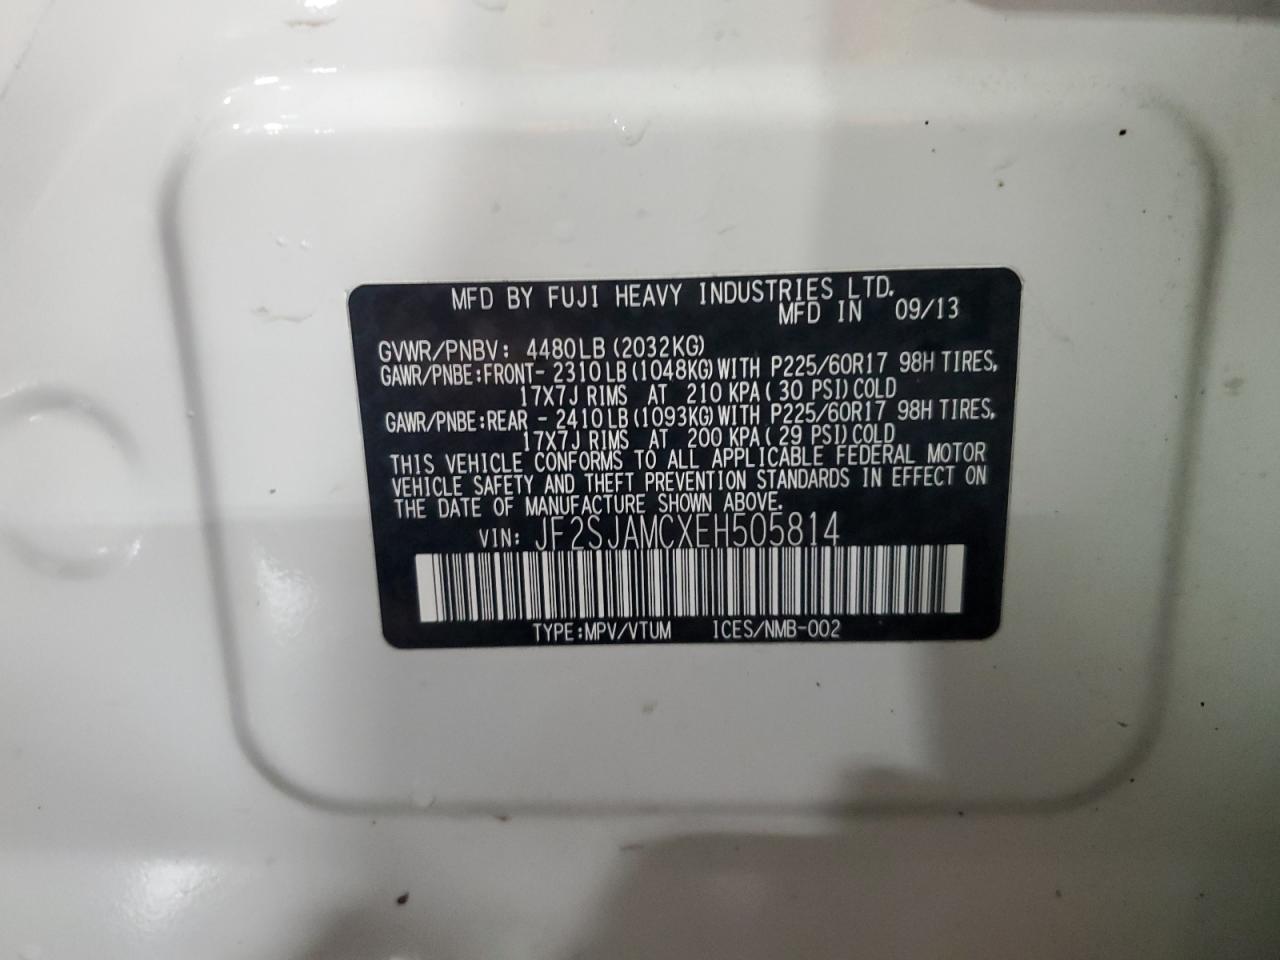 MFD BY FUJI HEAVY INDUSTRIES LTD.
MFD IN 09/13
GVWR/PNBV: 4480LB (2032KG)
GAWR/PNBE:FRONT- 2310LB (1048KG) WITH P225/60R17 98H TIRES,
17X7J RIMS AT 210 KPA ( 30 PSI) COLD
GAWR/PNBE:REAR - 2410LB (1093KG) WITH P225/60R17 98H TIRES,
17X7J RIMS AT 200 KPA ( 29 PSI) COLD
THIS VEHICLE CONFORMS TO ALL APPLICABLE FEDERAL MOTOR
VEHICLE SAFETY AND THEFT PREVENTION STANDARDS IN EFFECT ON
THE DATE OF MANUFACTURE SHOWN ABOVE.
VIN: JF2SJAMCXEH505814
TYPE:MPV/VTUM ICES/NMB-002